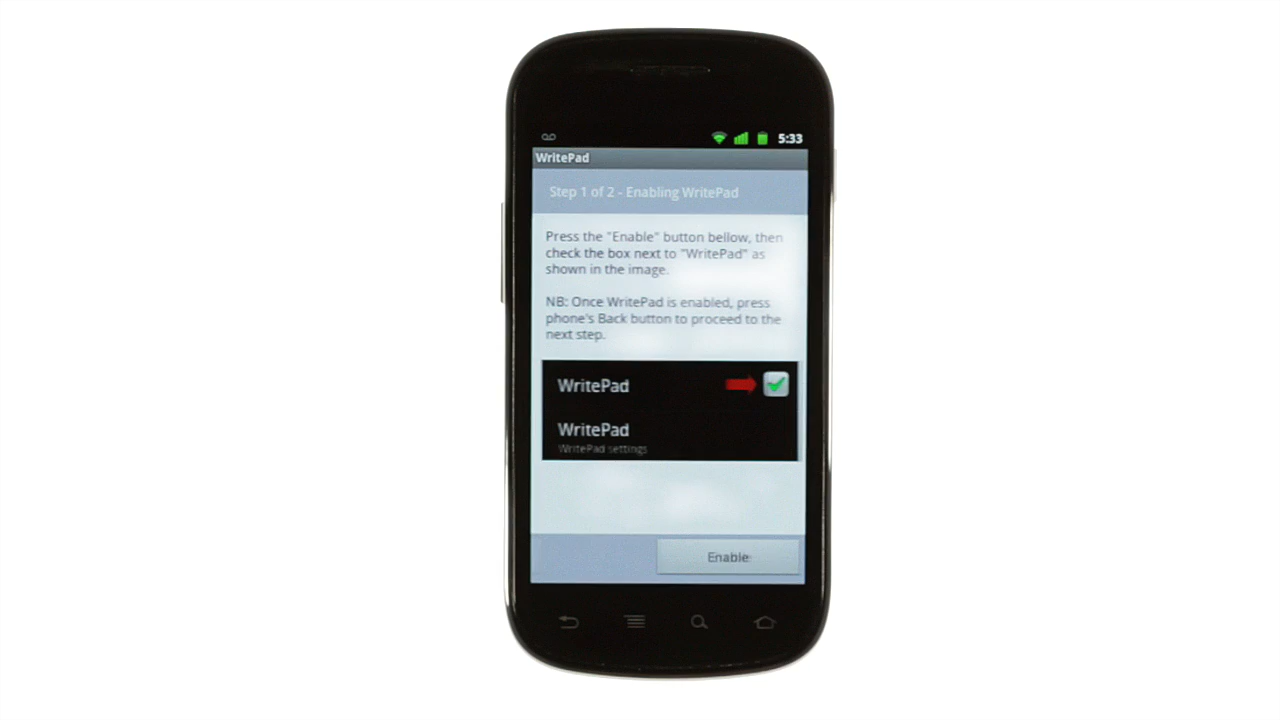 5:33
WritePad
Step 1 of 2 - Enabling WritePad
Press the "Enable" button bellow, then
check the box next to "WritePad" as
shown in the image.
NB: Once WritePad is enabled, press
phone's Back button to proceed to the
next step.
WritePad
WritePad
WritePad settings
Enable